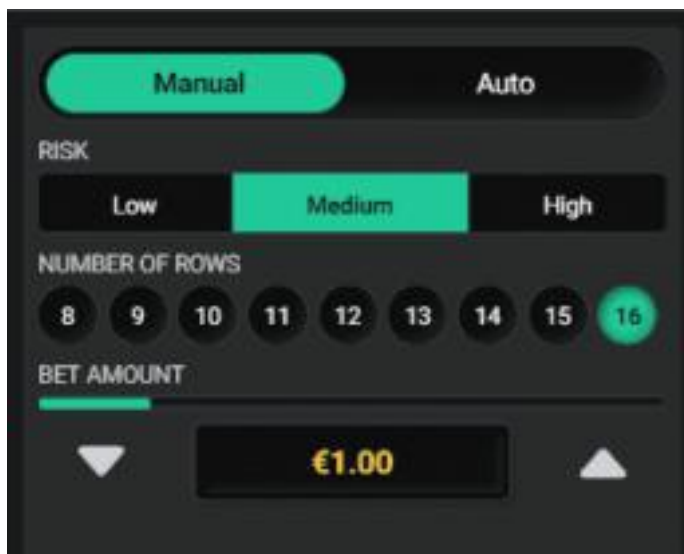 Manual Auto
RISK
Low Medium High
NUMBER OF ROWS
8 9 10 11 12 13 14 15 16
BET AMOUNT
€1.00